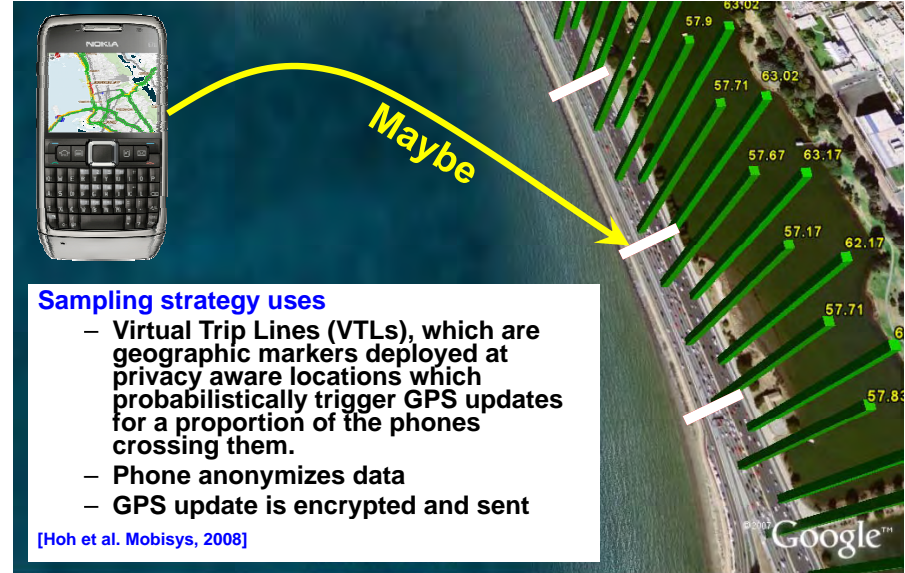 NOKIA
63.02
57.9
57.71
63.02
57.67
63.17
57.17
62.17
57.71
57.83
Maybe
Sampling strategy uses
– Virtual Trip Lines (VTLs), which are
geographic markers deployed at
privacy aware locations which
probabilistically trigger GPS updates
for a proportion of the phones
crossing them.
– Phone anonymizes data
– GPS update is encrypted and sent
[Hoh et al. Mobisys, 2008]
©2007 Google™